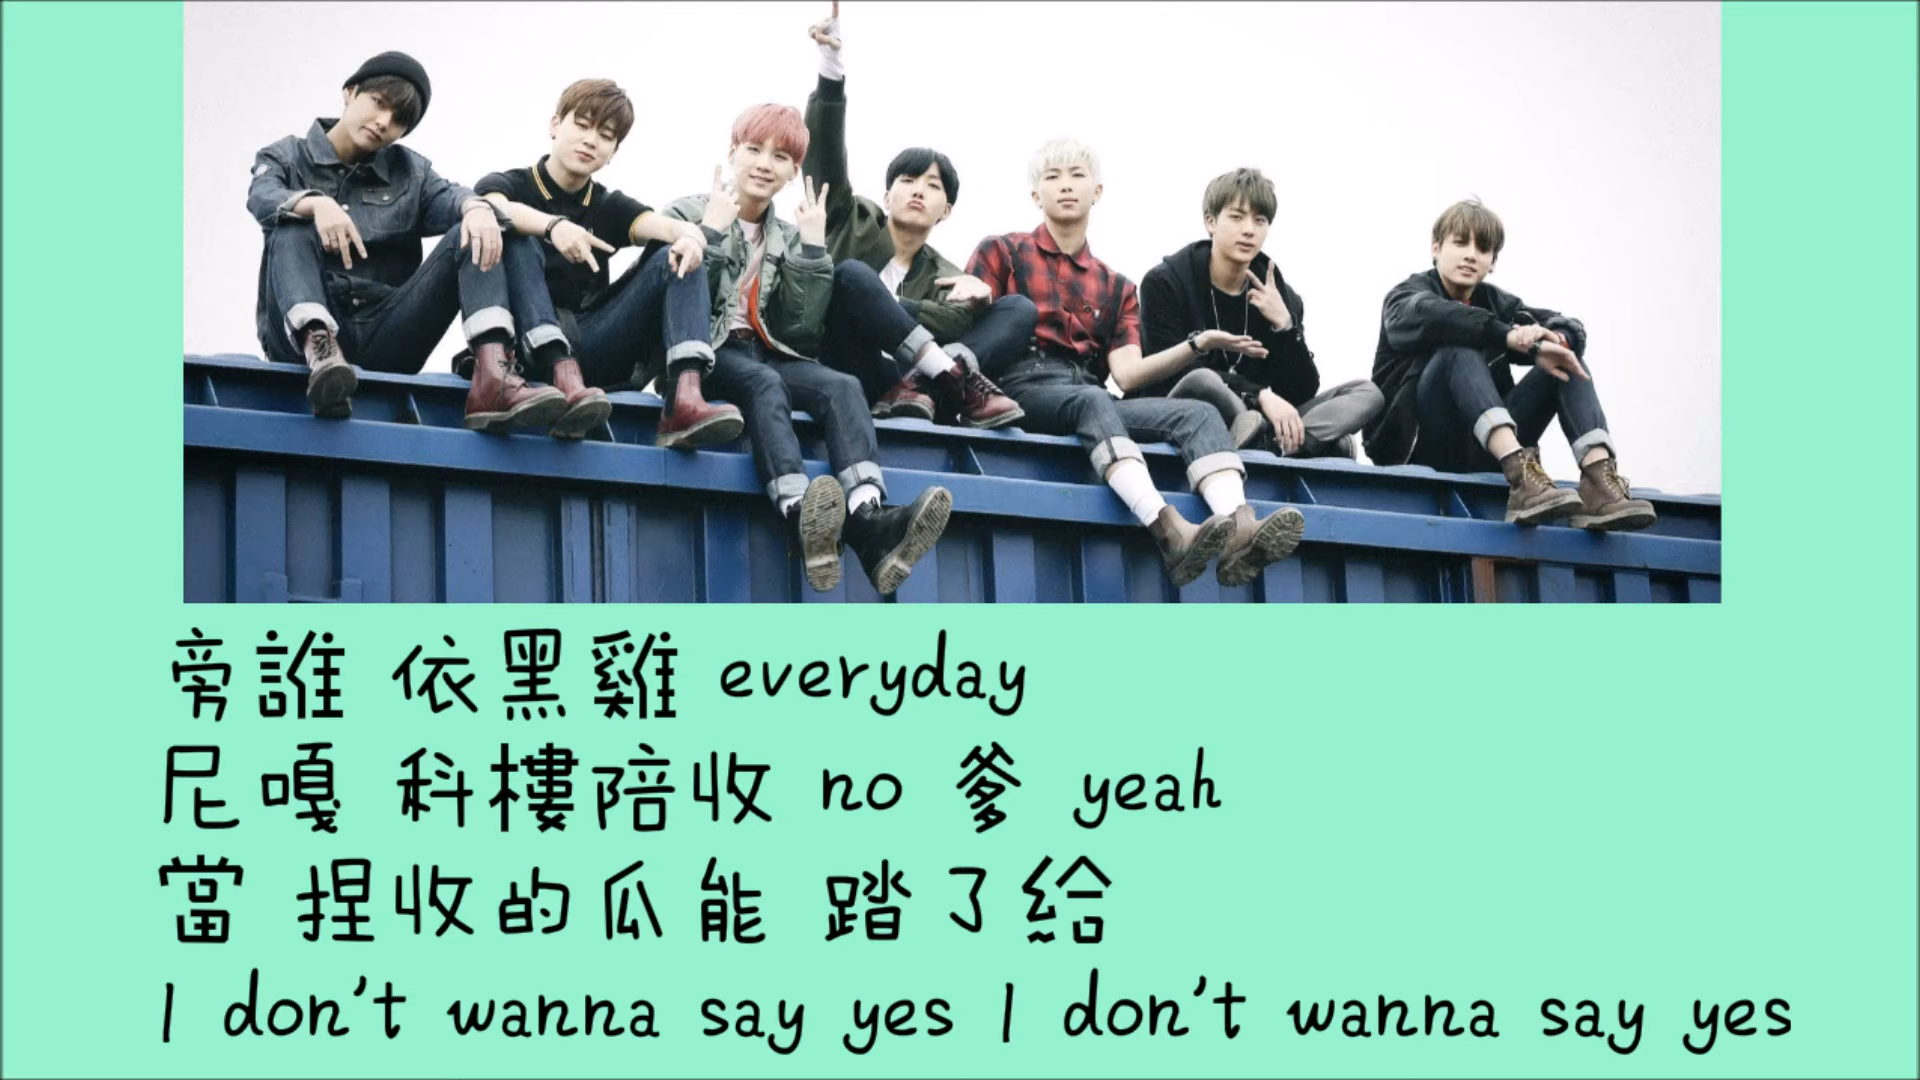 旁誰 依黑雞 everyday
尼嘎 科樓陪收 no 爹 yeah
當 捏收的瓜能 踏了給
I don't wanna say yes I don't wanna say yes